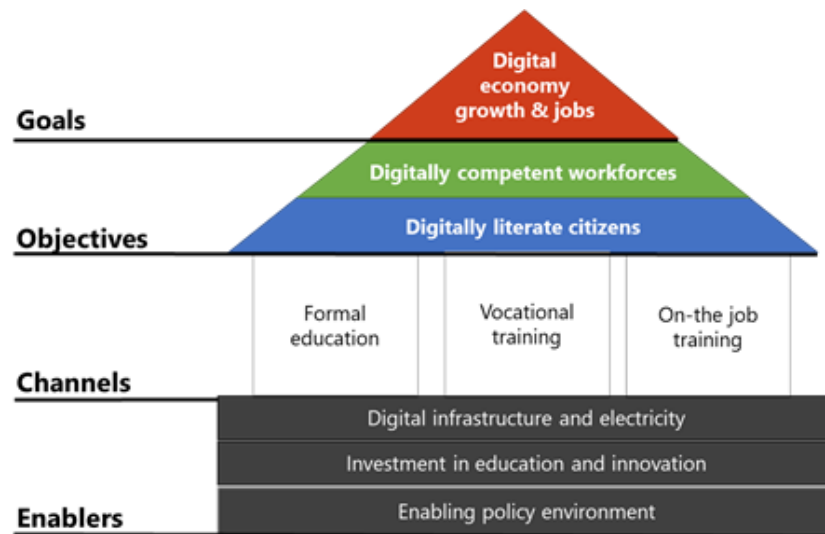 Digital
economy
growth & jobs
Goals
Digitally competent workforces
Digitally literate citizens
Objectives
Formal
education
Vocational
training
On-the job
training
Channels
Digital infrastructure and electricity
Investment in education and innovation
Enabling policy environment
Enablers